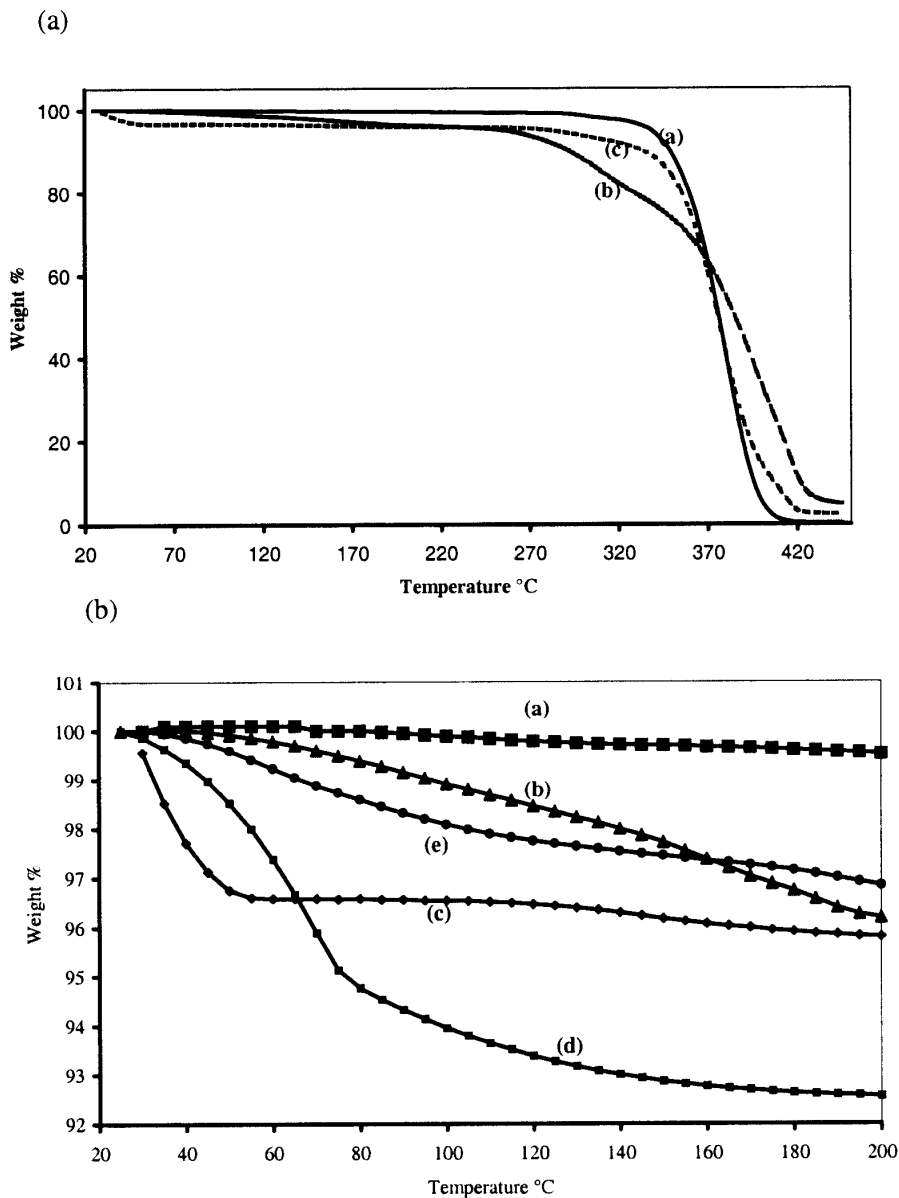 (a)
100
80
60
40
20
0
Weight %
(a)
(c)
(b)
20 70 120 170 220 270 320 370 420
Temperature °C
(b)
101
100
99
98
97
96
95
94
93
92
Weight %
(a)
(b)
(e)
(c)
(d)
20 40 60 80 100 120 140 160 180 200
Temperature °C